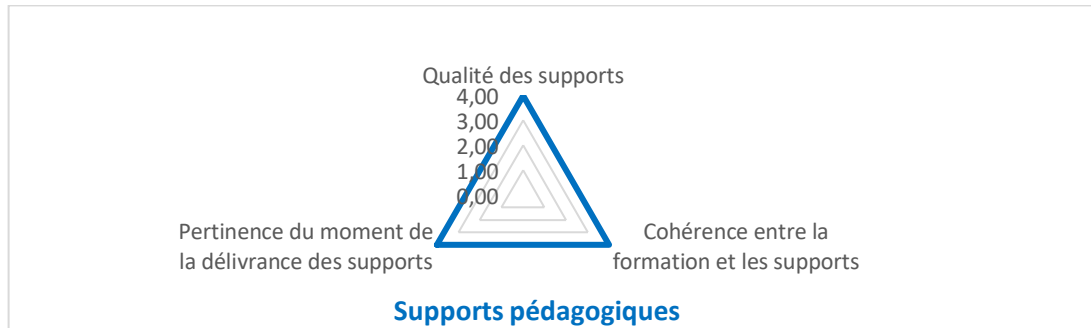 Qualité des supports
4,00
3,00
2,00
1,00
0,00
Pertinence du moment de
la délivrance des supports
Cohérence entre la
formation et les supports
Supports pédagogiques